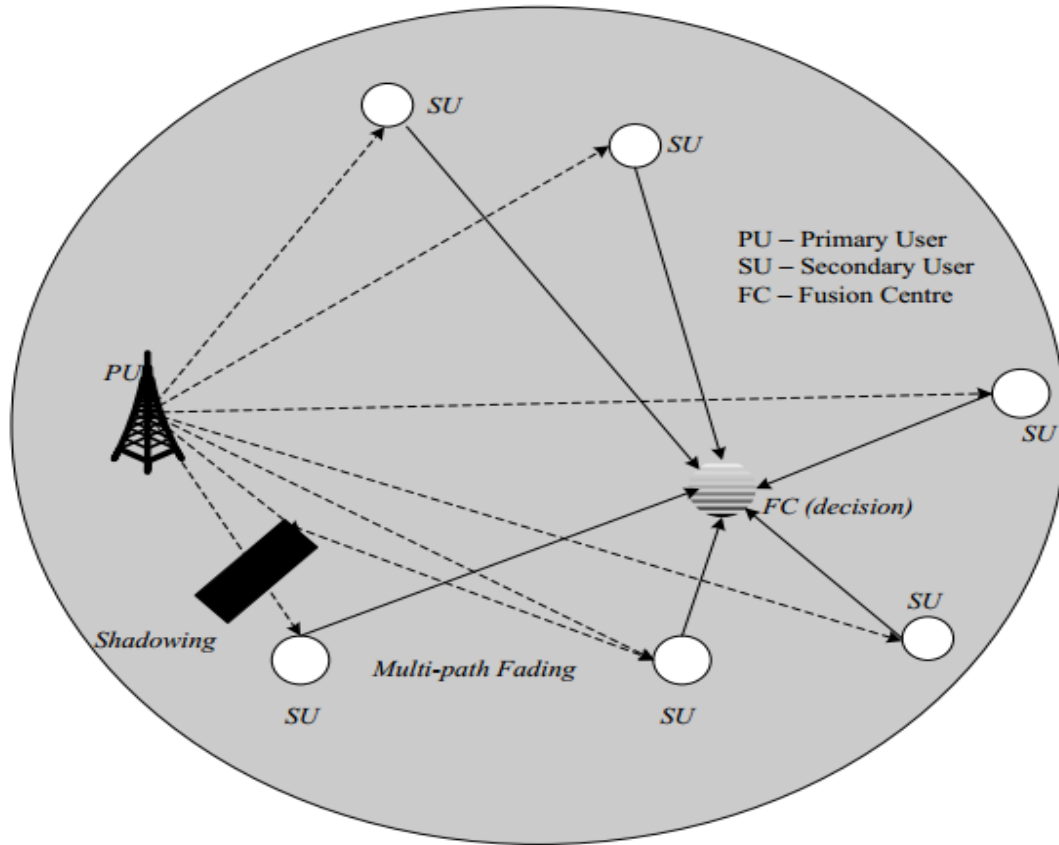 SU
SU
PU – Primary User
SU – Secondary User
FC – Fusion Centre
PU
SU
FC (decision)
SU
Shadowing
Multi-path Fading
SU
SU